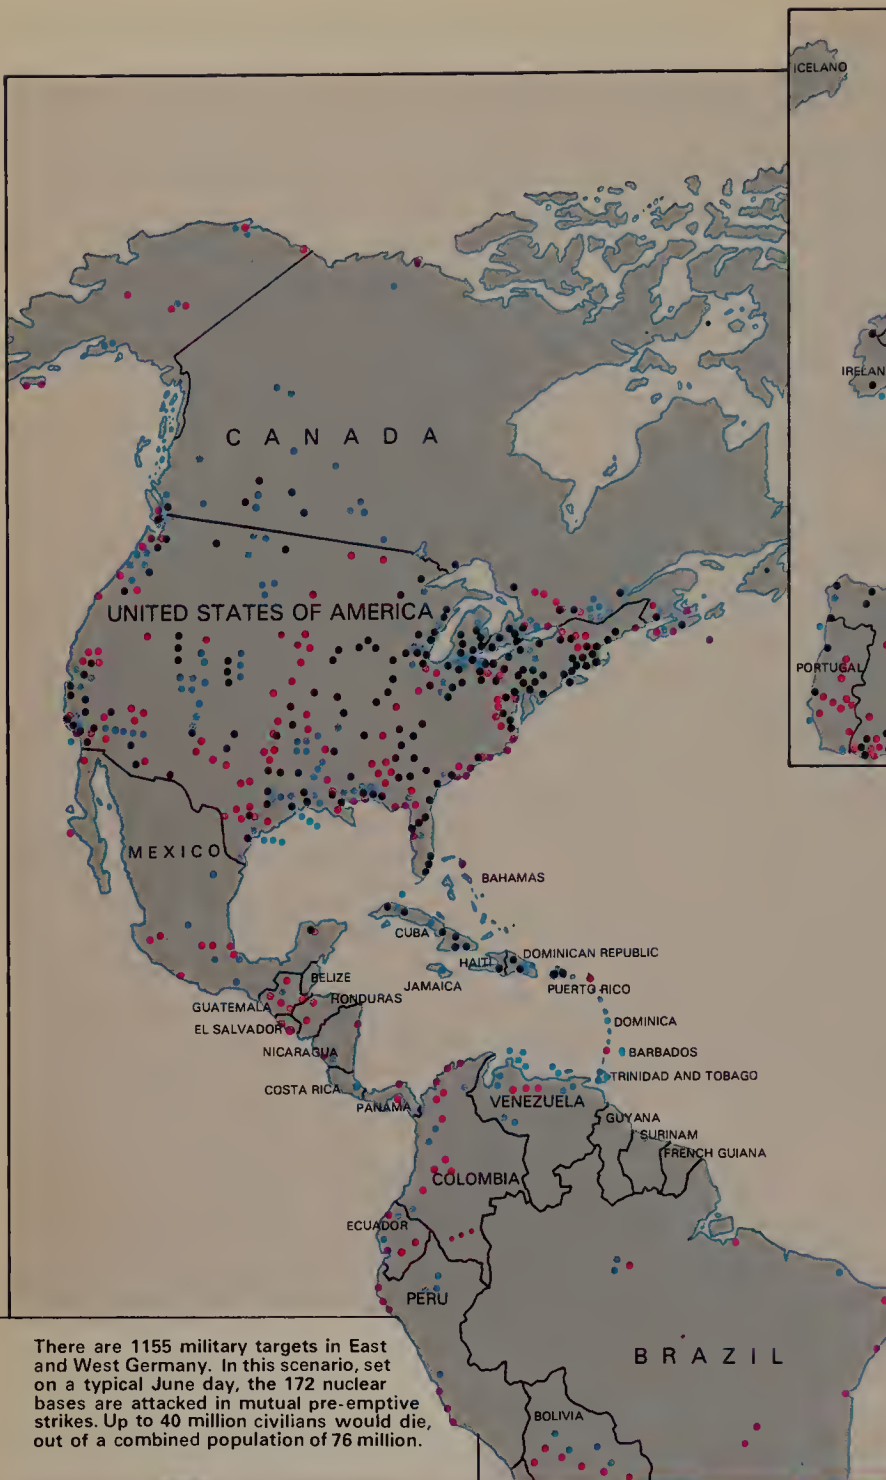 ICELAND
CANADA
IRELAN
UNITED STATES OF AMERICA
PORTUGAL
MEXICO
BAHAMAS
CUBA
DOMINICAN REPUBLIC
HAITI
BELIZE
JAMAICA
PUERTO RICO
GUATEMALA
HONDURAS
DOMINICA
EL SALVADOR
NICARAGUA
BARBADOS
TRINIDAD AND TOBAGO
COSTA RICA
PANAMA
VENEZUELA
GUYANA
SURINAM
FRENCH GUIANA
COLOMBIA
ECUADOR
PERU
BRAZIL
BOLIVIA
There are 1155 military targets in East
and West Germany. In this scenario, set
on a typical June day, the 172 nuclear
bases are attacked in mutual pre-emptive
strikes. Up to 40 million civilians would die,
out of a combined population of 76 million.